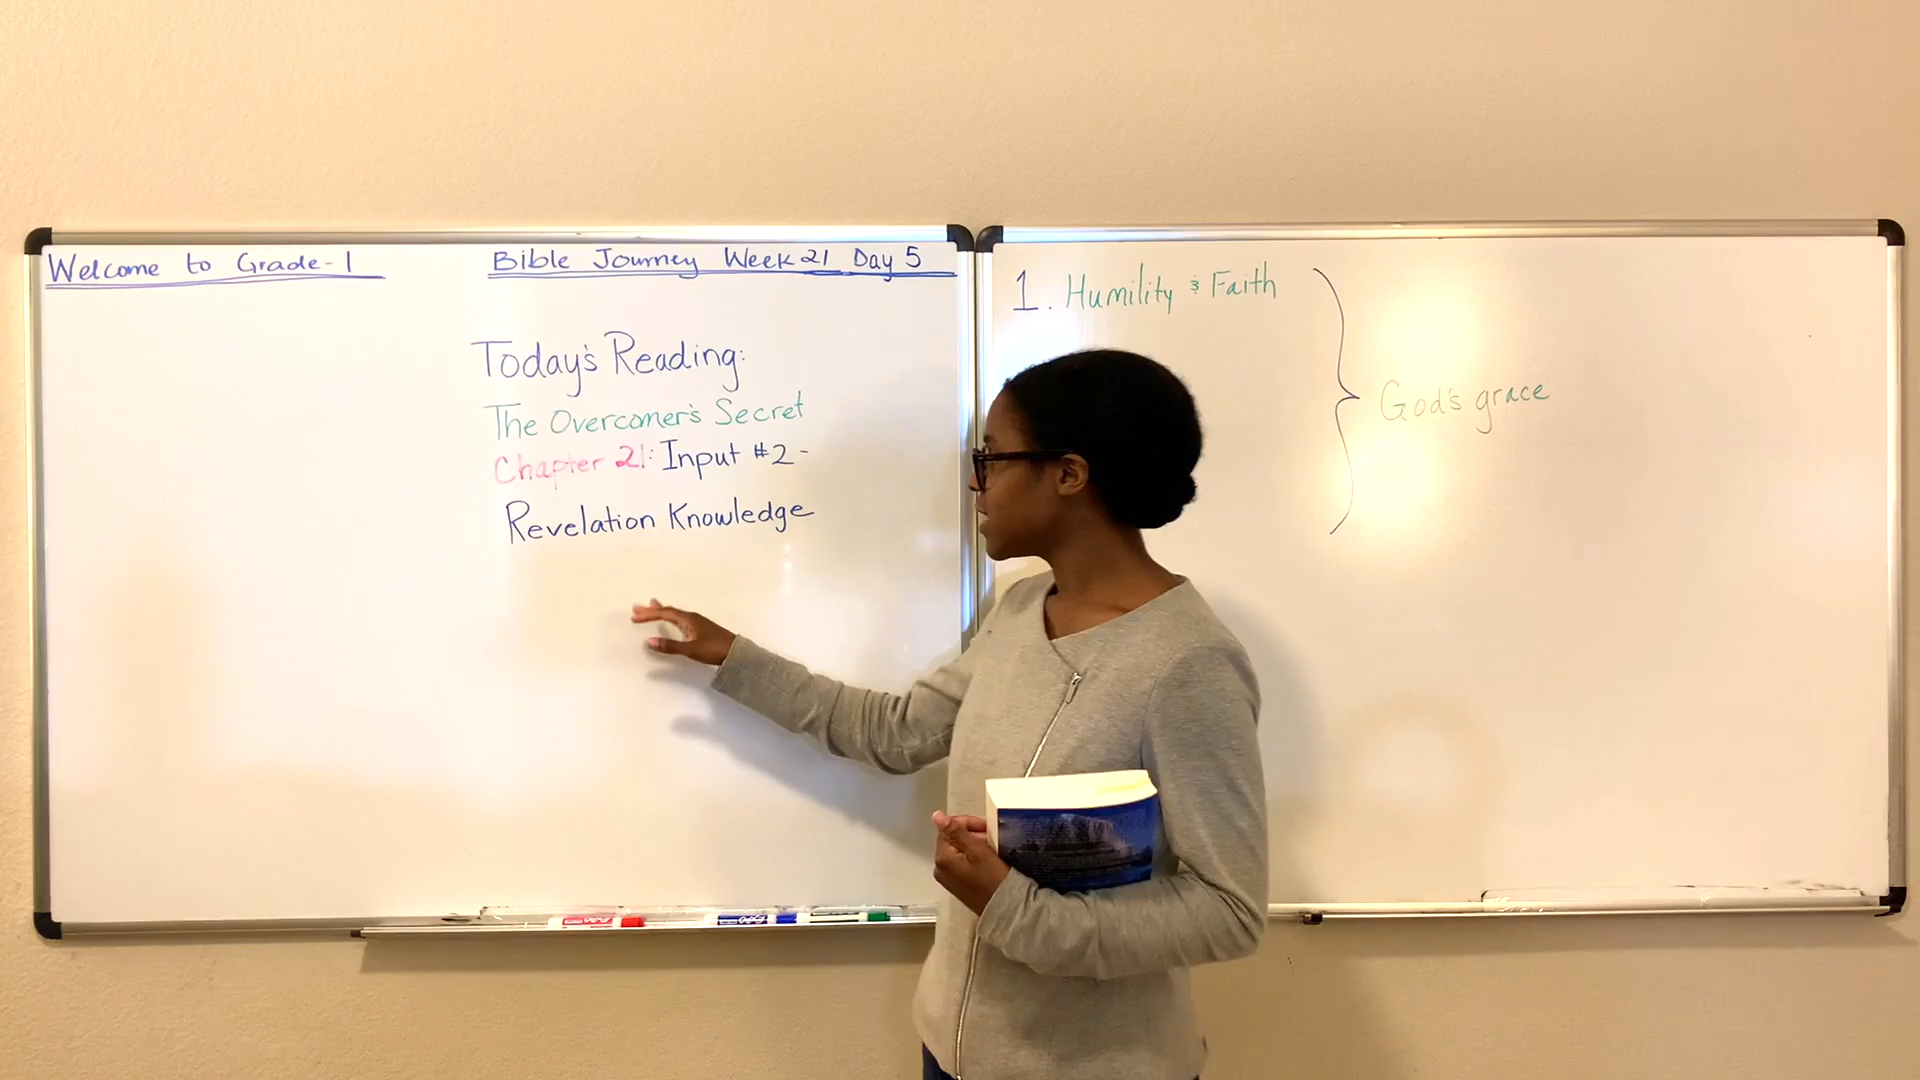 Welcome to Grade-1
Bible Journey Week 21 Day 5
Today's Reading:
The Overcomer's Secret
Chapter 21: Input #2 -
Revelation Knowledge
1. Humility & Faith
God's grace